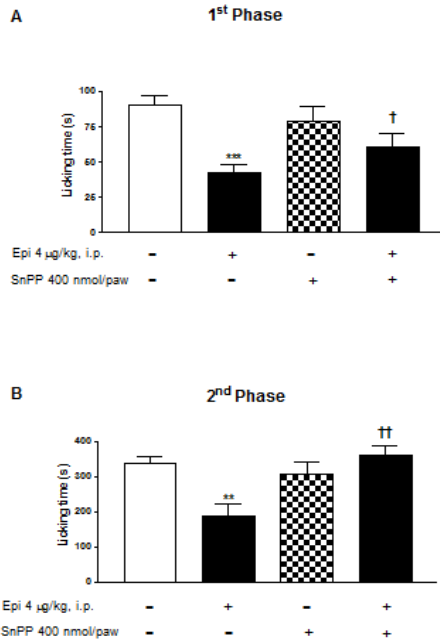 A
1st Phase
100
75
50
25
0
Licking time (s)
***
†
Epi 4 µg/kg, i.p. - + - +
SnPP 400 nmol/paw - - + +
B
2nd Phase
400
300
200
100
0
Licking time (s)
**
††
Epi 4 µg/kg, i.p. - + - +
SnPP 400 nmol/paw - - + +